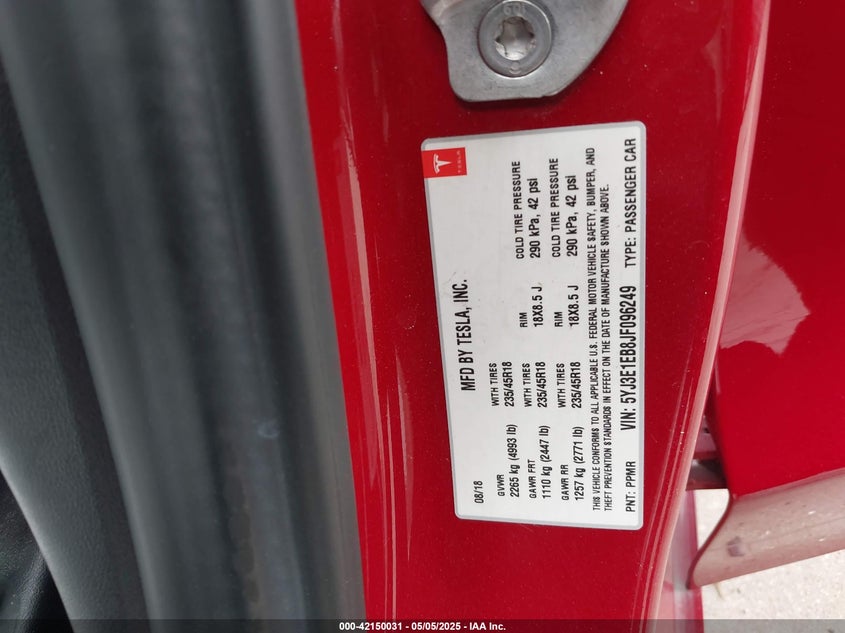 TESLA
MFD BY TESLA, INC.
08/18
GVWR
2265 kg (4993 lb)
WITH TIRES
235/45R18
RIM
18X8.5 J
COLD TIRE PRESSURE
290 kPa, 42 psi
GAWR FRT
1110 kg (2447 lb)
WITH TIRES
235/45R18
RIM
18X8.5 J
COLD TIRE PRESSURE
290 kPa, 42 psi
GAWR RR
1257 kg (2771 lb)
WITH TIRES
235/45R18
THIS VEHICLE CONFORMS TO ALL APPLICABLE U.S. FEDERAL MOTOR VEHICLE SAFETY, BUMPER, AND
THEFT PREVENTION STANDARDS IN EFFECT ON THE DATE OF MANUFACTURE SHOWN ABOVE.
PNT: PPMR VIN: 5YJ3E1EB8JF096249 TYPE: PASSENGER CAR
000-42150031 - 05/05/2025 - IAA Inc.